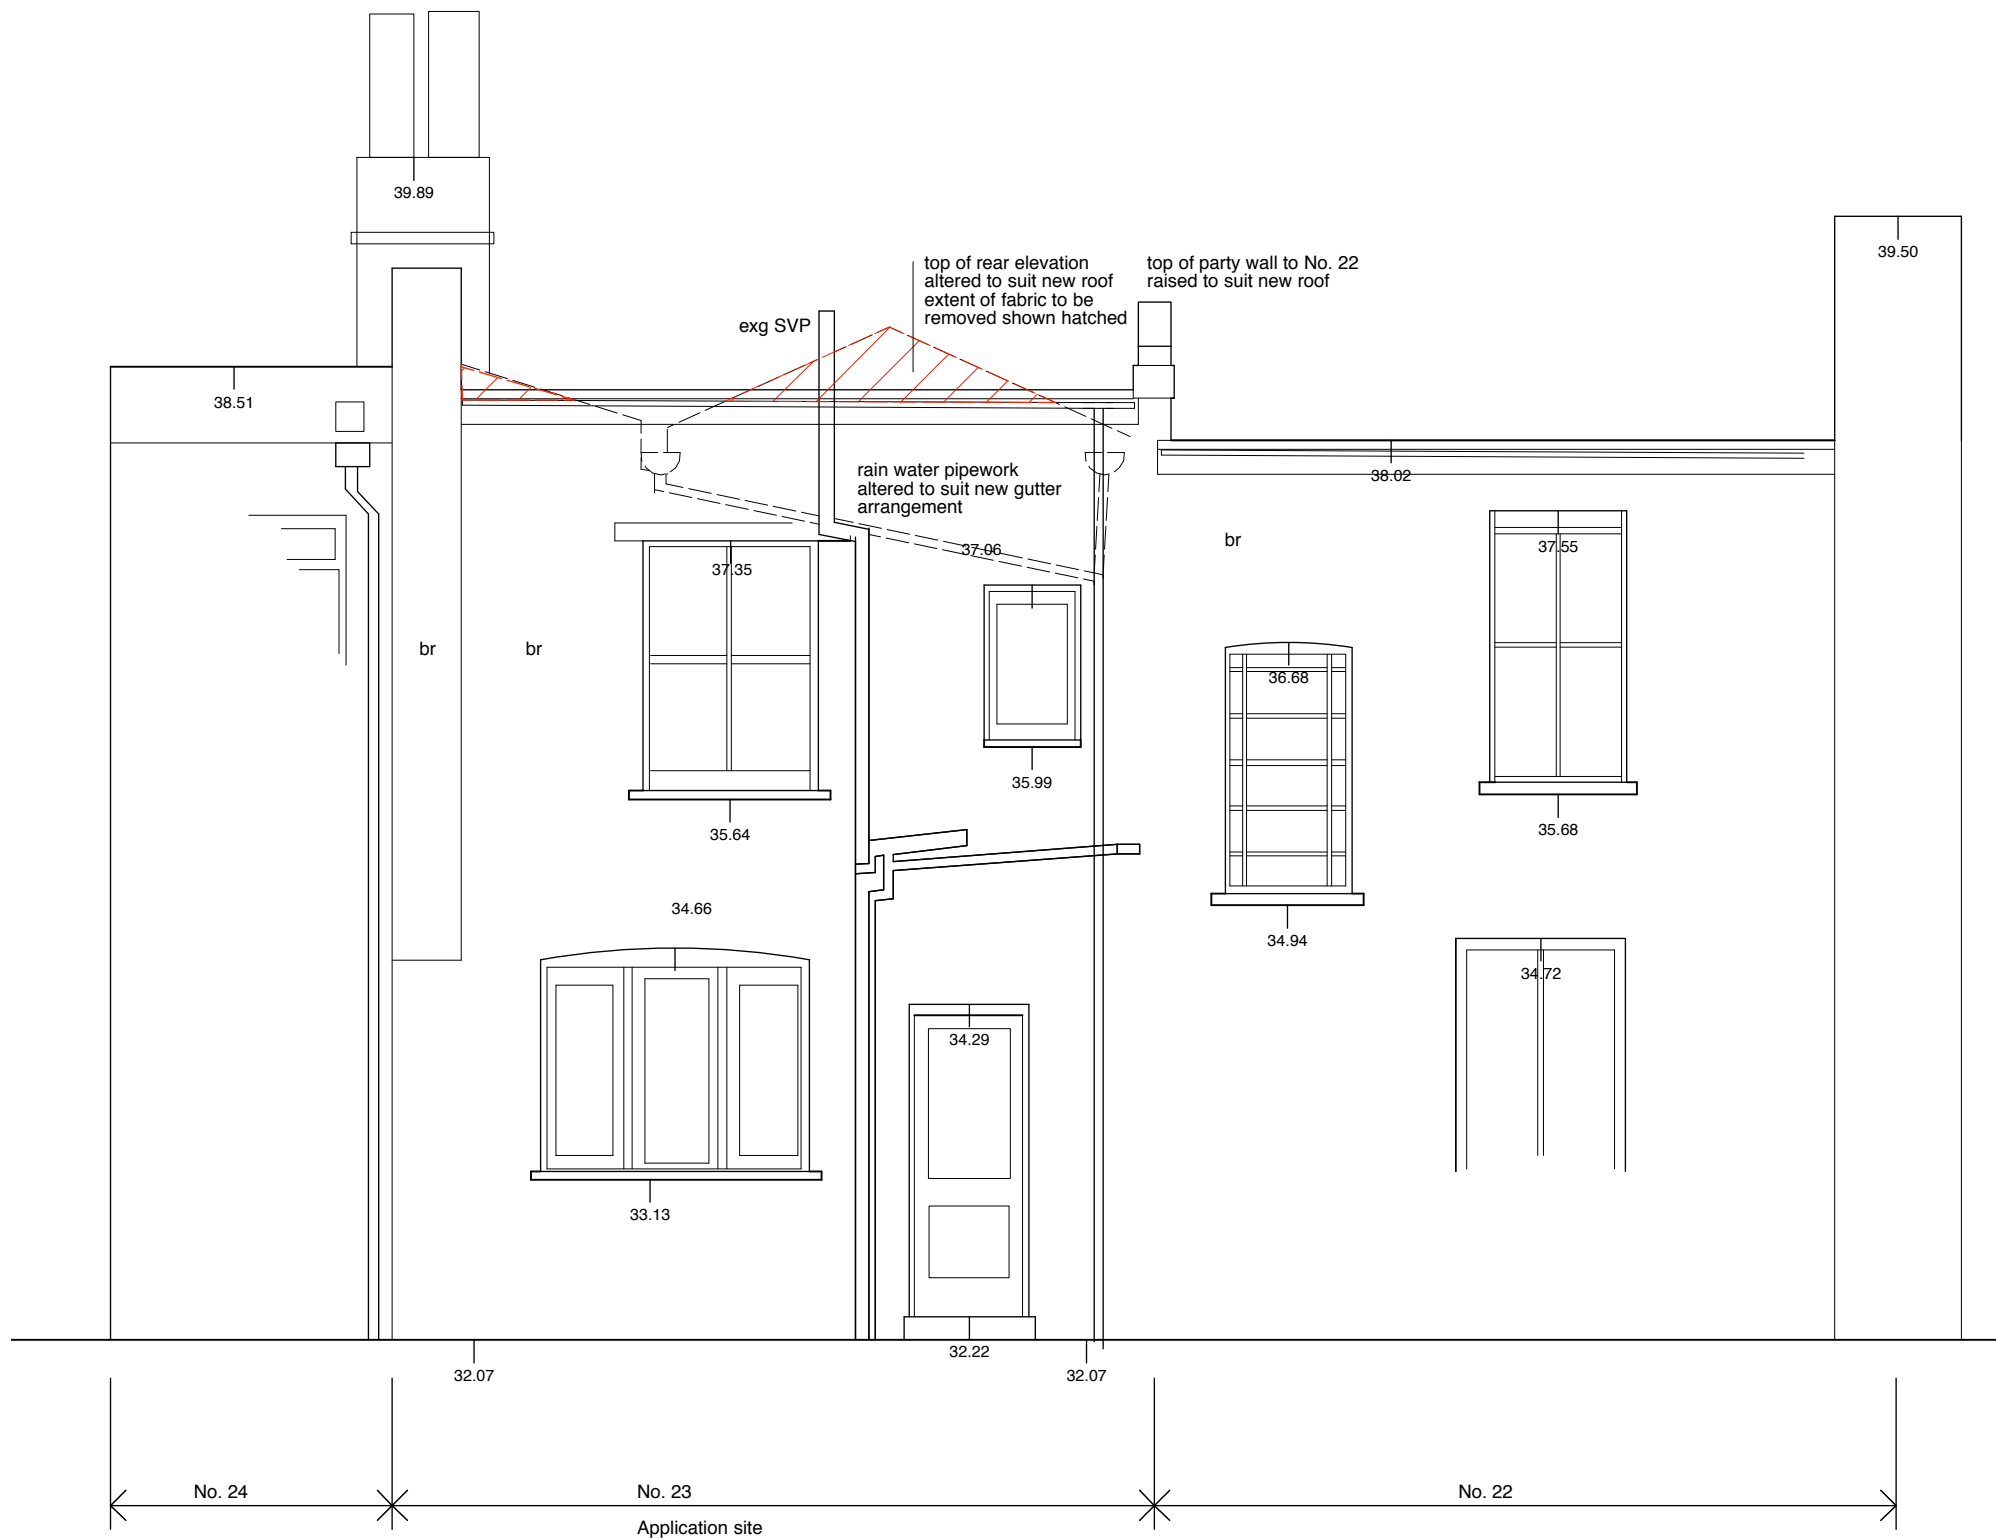 39.89
39.50
top of rear elevation
altered to suit new roof
extent of fabric to be
removed shown hatched
top of party wall to No. 22
raised to suit new roof
exg SVP
38.51
rain water pipework
altered to suit new gutter
arrangement
38.02
37.06
37.35
br
37.55
br
br
36.68
35.99
35.64
35.68
34.66
34.94
34.72
34.29
33.13
32.22
32.07
32.07
No. 24
No. 23
No. 22
Application site